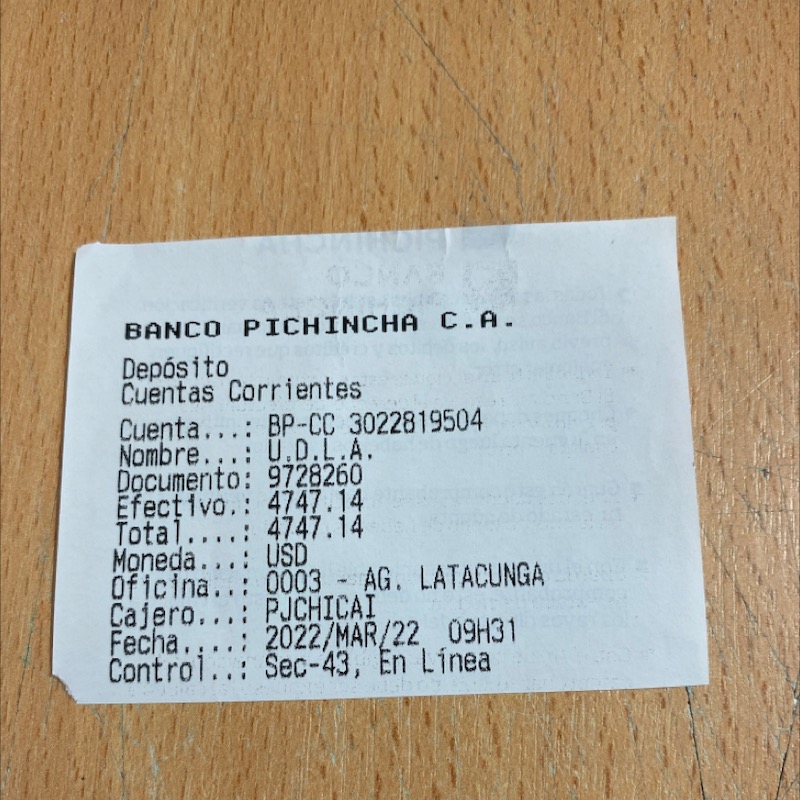 BANCO PICHINCHA C.A.
Depósito
Cuentas Corrientes
Cuenta...: BP-CC 3022819504
Nombre...: U.D.L.A.
Documento: 9728260
Efectivo.: 4747.14
Total....: 4747.14
Moneda...: USD
Oficina..: 0003 - AG. LATACUNGA
Cajero...: PJCHICAI
Fecha....: 2022/MAR/22 09H31
Control..: Sec-43, En Línea